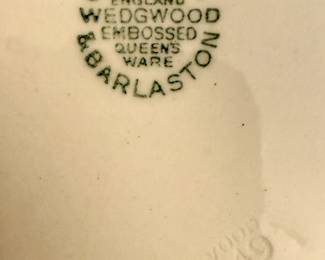 ENGLAND
WEDGWOOD
EMBOSSED
QUEEN'S
WARE
& BARLASTON